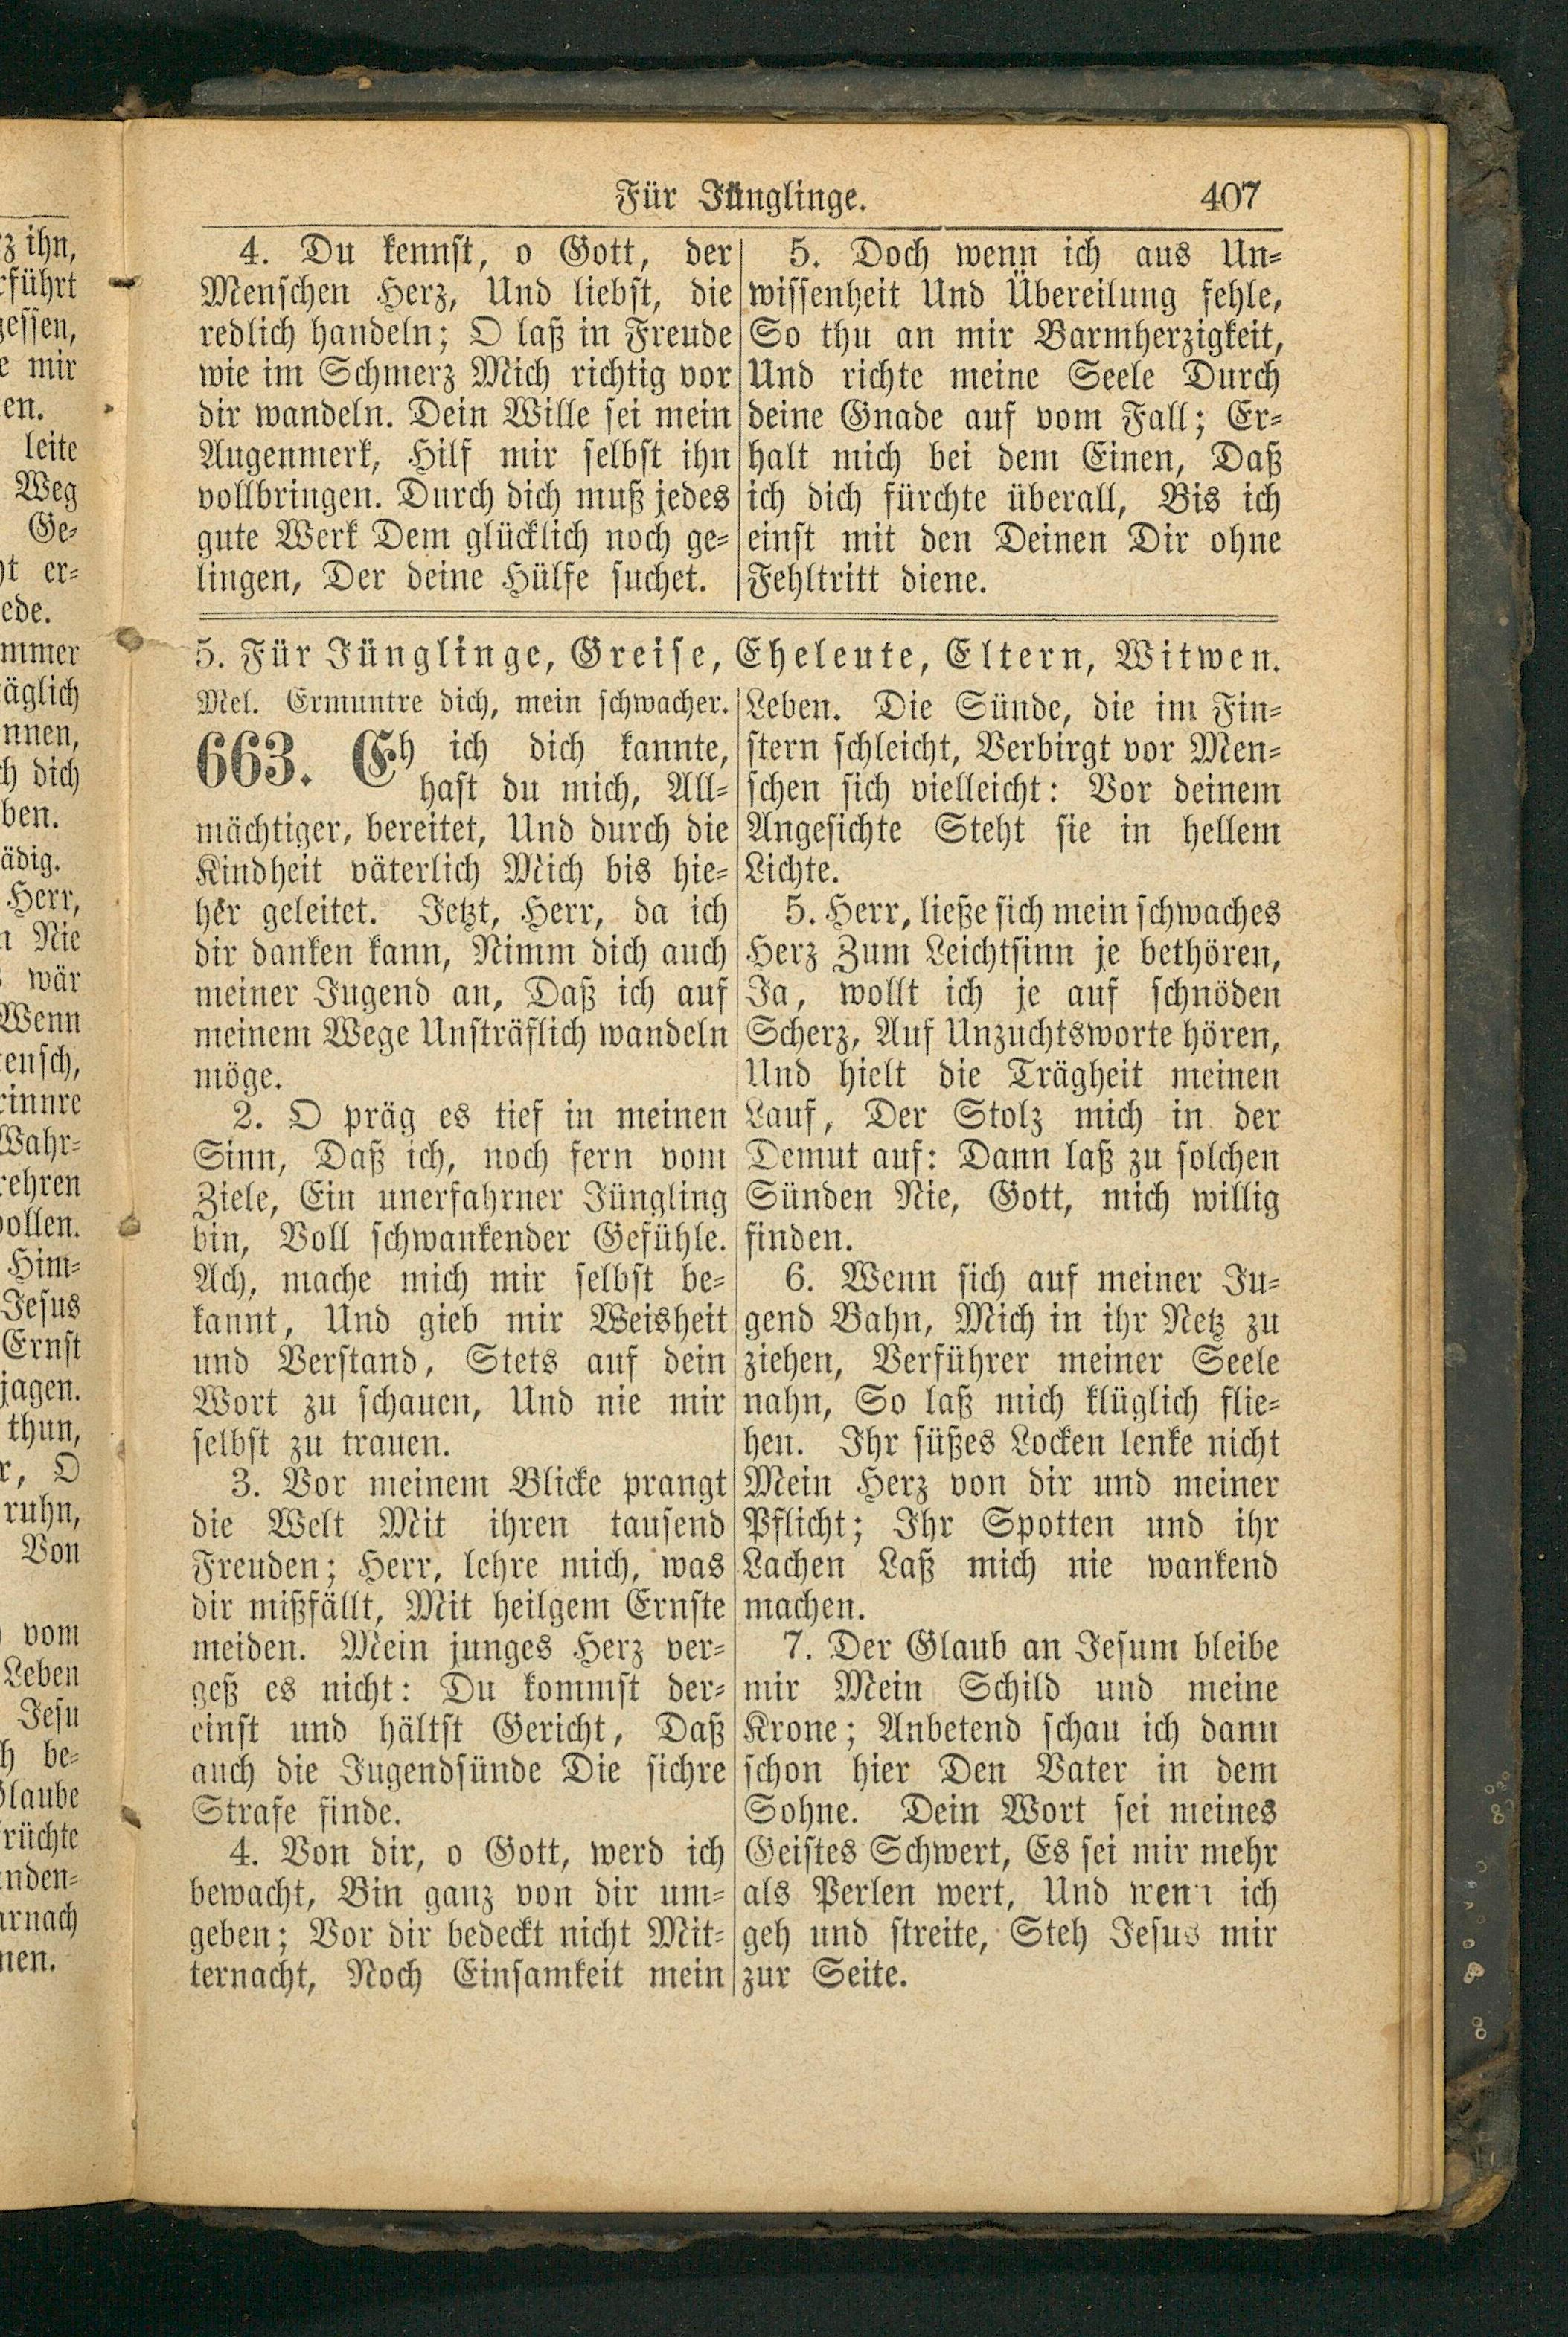 Für Jünglinge. 407
4. Du kennst, o Gott, der
Menschen Herz, Und liebst, die
redlich handeln; O laß in Freude
wie im Schmerz Mich richtig vor
dir wandeln. Dein Wille sei mein
Augenmerk, Hilf mir selbst ihn
vollbringen. Durch dich muß jedes
gute Werk Dem glücklich noch ge-
lingen, Der deine Hülfe suchet.
5. Doch wenn ich aus Un-
wissenheit Und Übereilung fehle,
So thu an mir Barmherzigkeit,
Und richte meine Seele Durch
deine Gnade auf vom Fall; Er-
halt mich bei dem Einen, Daß
ich dich fürchte überall, Bis ich
einst mit den Deinen Dir ohne
Fehltritt diene.
5. Für Jünglinge, Greise, Eheleute, Eltern, Witwen.
Mel. Ermuntre dich, mein schwacher.
663. Eh ich dich kannte,
hast du mich, All-
mächtiger, bereitet, Und durch die
Kindheit väterlich Mich bis hie-
her geleitet. Jetzt, Herr, da ich
dir danken kann, Nimm dich auch
meiner Jugend an, Daß ich auf
meinem Wege Unsträflich wandeln
möge.
2. O präg es tief in meinen
Sinn, Daß ich, noch fern vom
Ziele, Ein unerfahrner Jüngling
bin, Voll schwankender Gefühle.
Ach, mache mich mir selbst be-
kannt, Und gieb mir Weisheit
und Verstand, Stets auf dein
Wort zu schauen, Und nie mir
selbst zu trauen.
3. Vor meinem Blicke prangt
die Welt Mit ihren tausend
Freuden; Herr, lehre mich, was
dir mißfällt, Mit heilgem Ernste
meiden. Mein junges Herz ver-
geß es nicht: Du kommst der-
einst und hältst Gericht, Daß
auch die Jugendsünde Die sichre
Strafe finde.
4. Von dir, o Gott, werd ich
bewacht, Bin ganz von dir um-
geben; Vor dir bedeckt nicht Mit-
ternacht, Noch Einsamkeit mein
Leben. Die Sünde, die im Fin-
stern schleicht, Verbirgt vor Men-
schen sich vielleicht: Vor deinem
Angesichte Steht sie in hellem
Lichte.
5. Herr, ließe sich mein schwaches
Herz Zum Leichtsinn je bethören,
Ja, wollt ich je auf schnöden
Scherz, Auf Unzuchtsworte hören,
Und hielt die Trägheit meinen
Lauf, Der Stolz mich in der
Demut auf: Dann laß zu solchen
Sünden Nie, Gott, mich willig
finden.
6. Wenn sich auf meiner Ju-
gend Bahn, Mich in ihr Netz zu
ziehen, Verführer meiner Seele
nahn, So laß mich klüglich flie-
hen. Ihr süßes Locken lenke nicht
Mein Herz von dir und meiner
Pflicht; Ihr Spotten und ihr
Lachen Laß mich nie wankend
machen.
7. Der Glaub an Jesum bleibe
mir Mein Schild und meine
Krone; Anbetend schau ich dann
schon hier Den Vater in dem
Sohne. Dein Wort sei meines
Geistes Schwert, Es sei mir mehr
als Perlen wert, Und wenn ich
geh und streite, Steh Jesus mir
zur Seite.